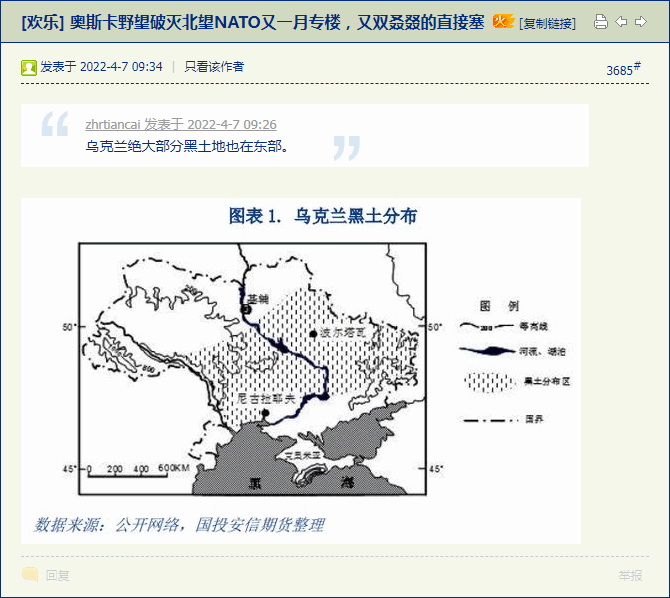 [欢乐] 奥斯卡野望破灭北望NATO又一月专楼，又双叒叕的直接塞 火 [复制链接]
发表于 2022-4-7 09:34 | 只看该作者
3685#
zhrtiancai 发表于 2022-4-7 09:26
乌克兰绝大部分黑土地也在东部。
图表 1. 乌克兰黑土分布
基辅
图 例
50°
波尔塔瓦
50°
200
等高线
河流、湖泊
200
黑土分布区
尼古拉耶夫
国界
克里米亚
45°
0 200 400 600KM
45°
黑 海
数据来源：公开网络，国投安信期货整理
回复
举报